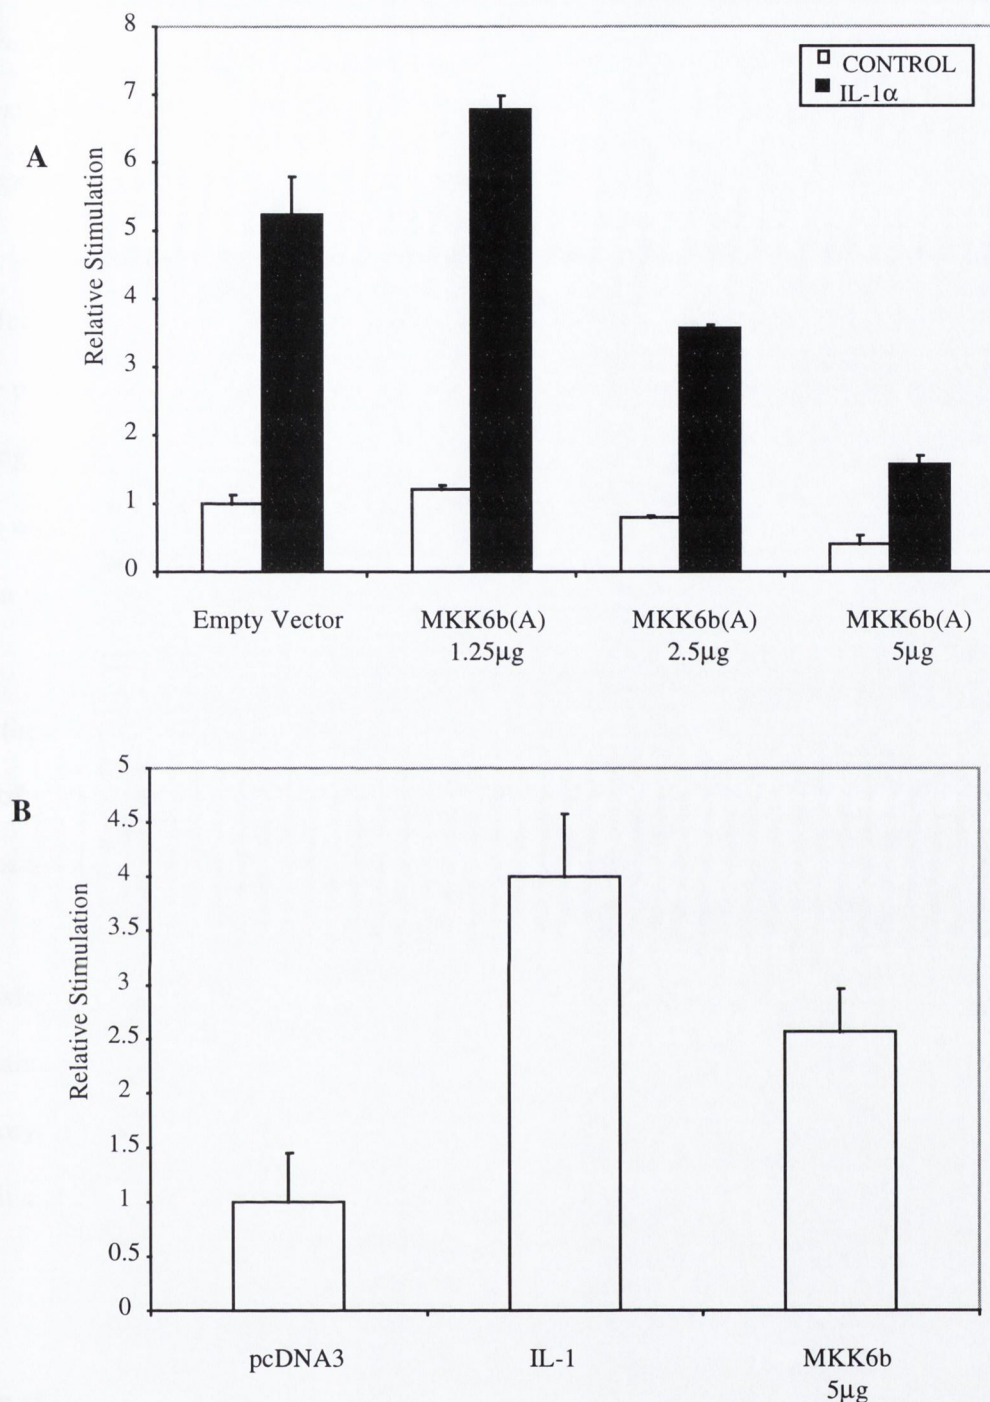 A
Relative Stimulation
8
7
6
5
4
3
2
1
0
CONTROL
IL-1α
Empty Vector
MKK6b(A)
1.25µg
MKK6b(A)
2.5µg
MKK6b(A)
5µg
B
Relative Stimulation
5
4.5
4
3.5
3
2.5
2
1.5
1
0.5
0
pcDNA3
IL-1
MKK6b
5µg